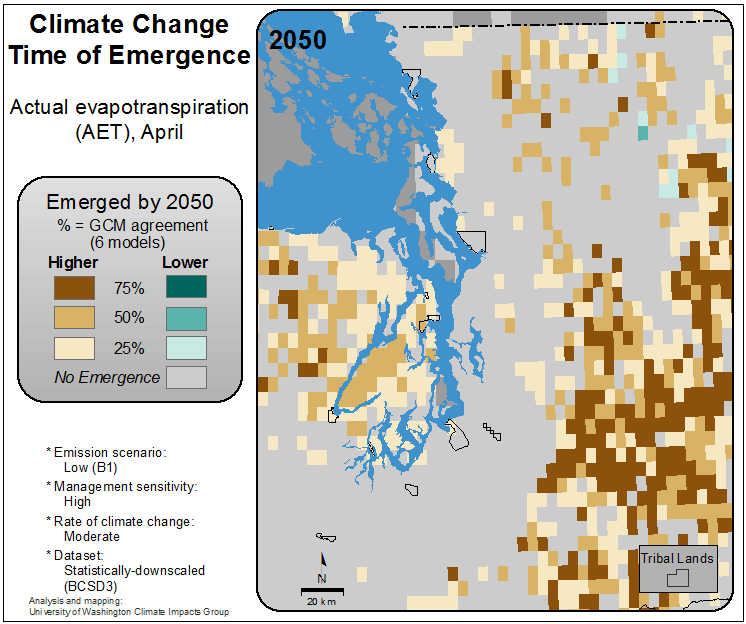 Climate Change
Time of Emergence
Actual evapotranspiration
(AET), April
Emerged by 2050
% = GCM agreement
(6 models)
Higher Lower
75%
50%
25%
No Emergence
* Emission scenario:
Low (B1)
* Management sensitivity:
High
* Rate of climate change:
Moderate
* Dataset:
Statistically-downscaled
(BCSD3)
Analysis and mapping:
University of Washington Climate Impacts Group
2050
N
20 km
Tribal Lands